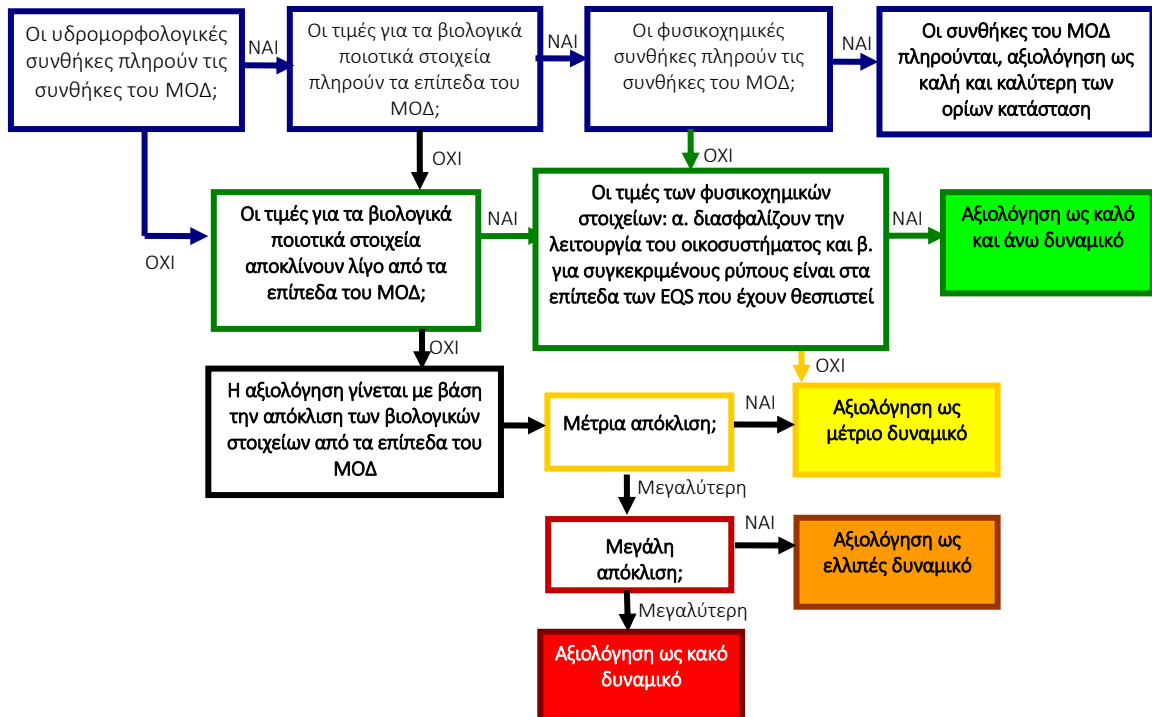 Οι υδρομορφολογικές
συνθήκες πληρούν τις
συνθήκες του ΜΟΔ;
ΝΑΙ
Οι τιμές για τα βιολογικά
ποιοτικά στοιχεία
πληρούν τα επίπεδα του
ΜΟΔ;
ΝΑΙ
Οι φυσικοχημικές
συνθήκες πληρούν τις
συνθήκες του ΜΟΔ;
ΝΑΙ
Οι συνθήκες του ΜΟΔ
πληρούνται, αξιολόγηση ως
καλή και καλύτερη των
ορίων κατάσταση
ΟΧΙ
ΟΧΙ
ΟΧΙ
Οι τιμές για τα βιολογικά
ποιοτικά στοιχεία
αποκλίνουν λίγο από τα
επίπεδα του ΜΟΔ;
ΝΑΙ
Οι τιμές των φυσικοχημικών
στοιχείων: α. διασφαλίζουν την
λειτουργία του οικοσυστήματος και β.
για συγκεκριμένους ρύπους είναι στα
επίπεδα των EQS που έχουν θεσπιστεί
ΝΑΙ
Αξιολόγηση ως καλό
και άνω δυναμικό
ΟΧΙ
ΟΧΙ
Η αξιολόγηση γίνεται με βάση
την απόκλιση των βιολογικών
στοιχείων από τα επίπεδα του
ΜΟΔ
Μέτρια απόκλιση;
ΝΑΙ
Αξιολόγηση ως
μέτριο δυναμικό
Μεγαλύτερη
Μεγάλη
απόκλιση;
ΝΑΙ
Αξιολόγηση ως
ελλιπές δυναμικό
Μεγαλύτερη
Αξιολόγηση ως κακό
δυναμικό